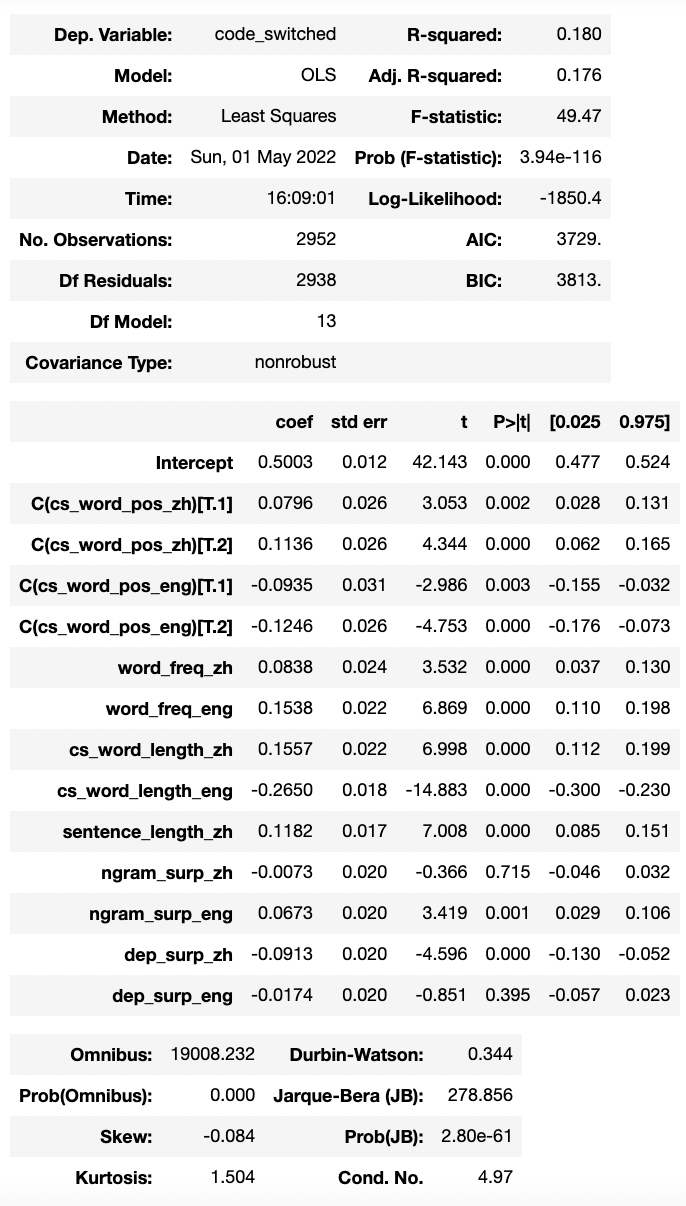 Dep. Variable: code_switched R-squared: 0.180
Model: OLS Adj. R-squared: 0.176
Method: Least Squares F-statistic: 49.47
Date: Sun, 01 May 2022 Prob (F-statistic): 3.94e-116
Time: 16:09:01 Log-Likelihood: -1850.4
No. Observations: 2952 AIC: 3729.
Df Residuals: 2938 BIC: 3813.
Df Model: 13
Covariance Type: nonrobust
coef std err t P>|t| [0.025 0.975]
Intercept 0.5003 0.012 42.143 0.000 0.477 0.524
C(cs_word_pos_zh)[T.1] 0.0796 0.026 3.053 0.002 0.028 0.131
C(cs_word_pos_zh)[T.2] 0.1136 0.026 4.344 0.000 0.062 0.165
C(cs_word_pos_eng)[T.1] -0.0935 0.031 -2.986 0.003 -0.155 -0.032
C(cs_word_pos_eng)[T.2] -0.1246 0.026 -4.753 0.000 -0.176 -0.073
word_freq_zh 0.0838 0.024 3.532 0.000 0.037 0.130
word_freq_eng 0.1538 0.022 6.869 0.000 0.110 0.198
cs_word_length_zh 0.1557 0.022 6.998 0.000 0.112 0.199
cs_word_length_eng -0.2650 0.018 -14.883 0.000 -0.300 -0.230
sentence_length_zh 0.1182 0.017 7.008 0.000 0.085 0.151
ngram_surp_zh -0.0073 0.020 -0.366 0.715 -0.046 0.032
ngram_surp_eng 0.0673 0.020 3.419 0.001 0.029 0.106
dep_surp_zh -0.0913 0.020 -4.596 0.000 -0.130 -0.052
dep_surp_eng -0.0174 0.020 -0.851 0.395 -0.057 0.023
Omnibus: 19008.232 Durbin-Watson: 0.344
Prob(Omnibus): 0.000 Jarque-Bera (JB): 278.856
Skew: -0.084 Prob(JB): 2.80e-61
Kurtosis: 1.504 Cond. No. 4.97